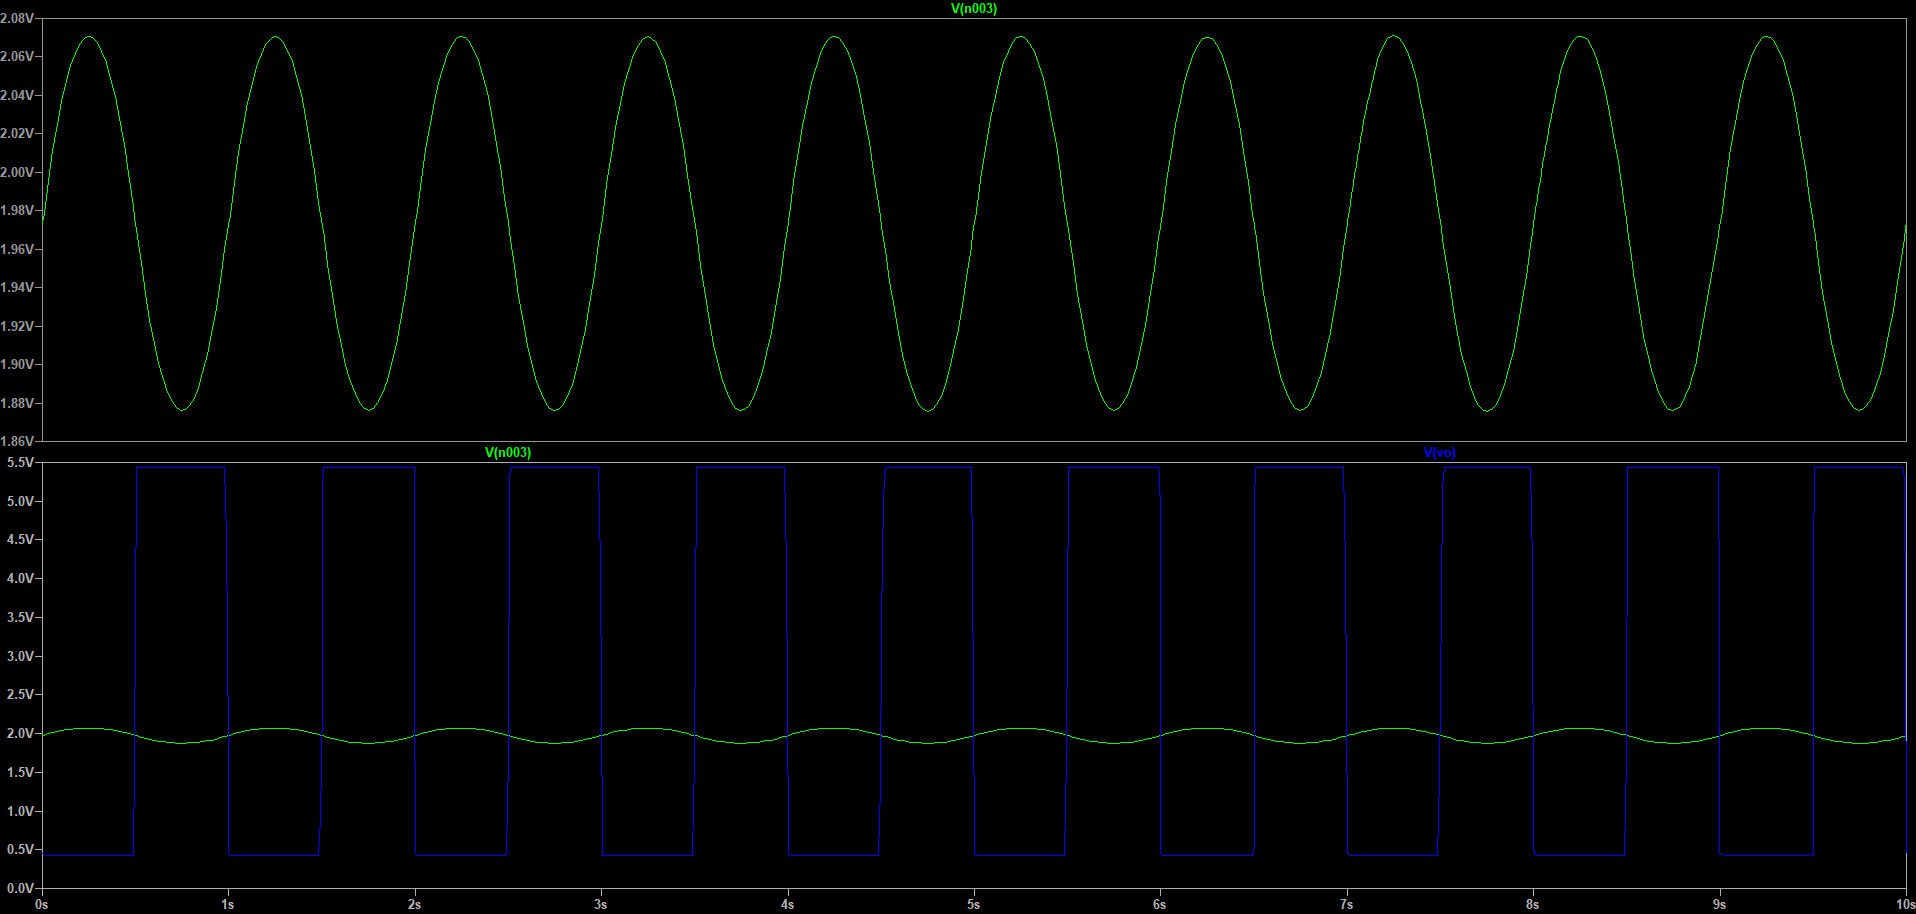 V(n003)
2.08V
2.06V
2.04V
2.02V
2.00V
1.98V
1.96V
1.94V
1.92V
1.90V
1.88V
1.86V
V(n003) V(vo)
5.5V
5.0V
4.5V
4.0V
3.5V
3.0V
2.5V
2.0V
1.5V
1.0V
0.5V
0.0V
0s 1s 2s 3s 4s 5s 6s 7s 8s 9s 10s